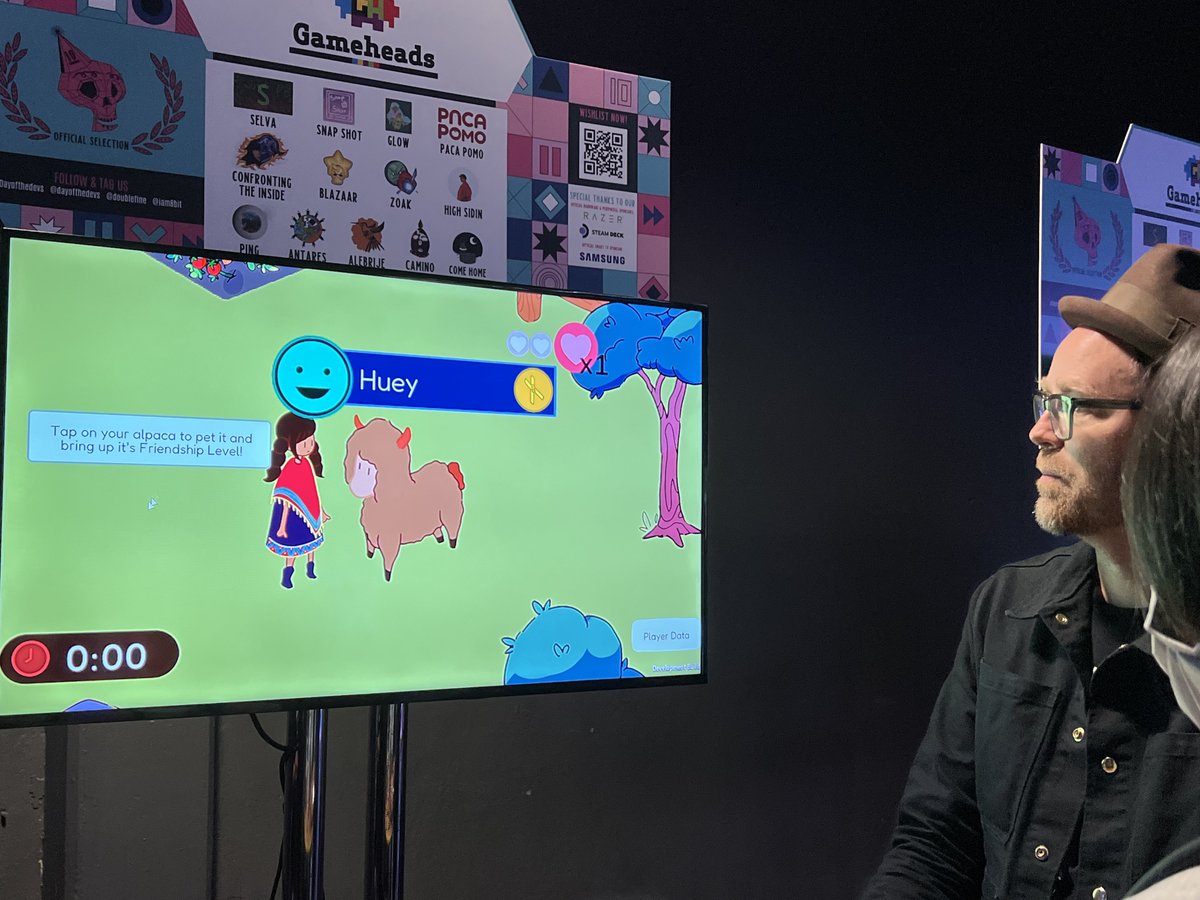 Gameheads
OFFICIAL SELECTION
FOLLOW & TAG US
@dayofthedevs @doublefine @iam8bit
SELVA
SNAP SHOT
GLOW
PACA
POMO
PACA POMO
CONFRONTING
THE INSIDE
BLAZAAR
ZOAK
HIGH SIDIN
PING
ANTARES
ALEBRIJE
CAMINO
COME HOME
WISHLIST NOW!
SPECIAL THANKS TO OUR
RAZER
STEAM DECK
SAMSUNG
Huey
x1
Tap on your alpaca to pet it and
bring up it's Friendship Level!
0:00
Player Data
Development Build
Gameh